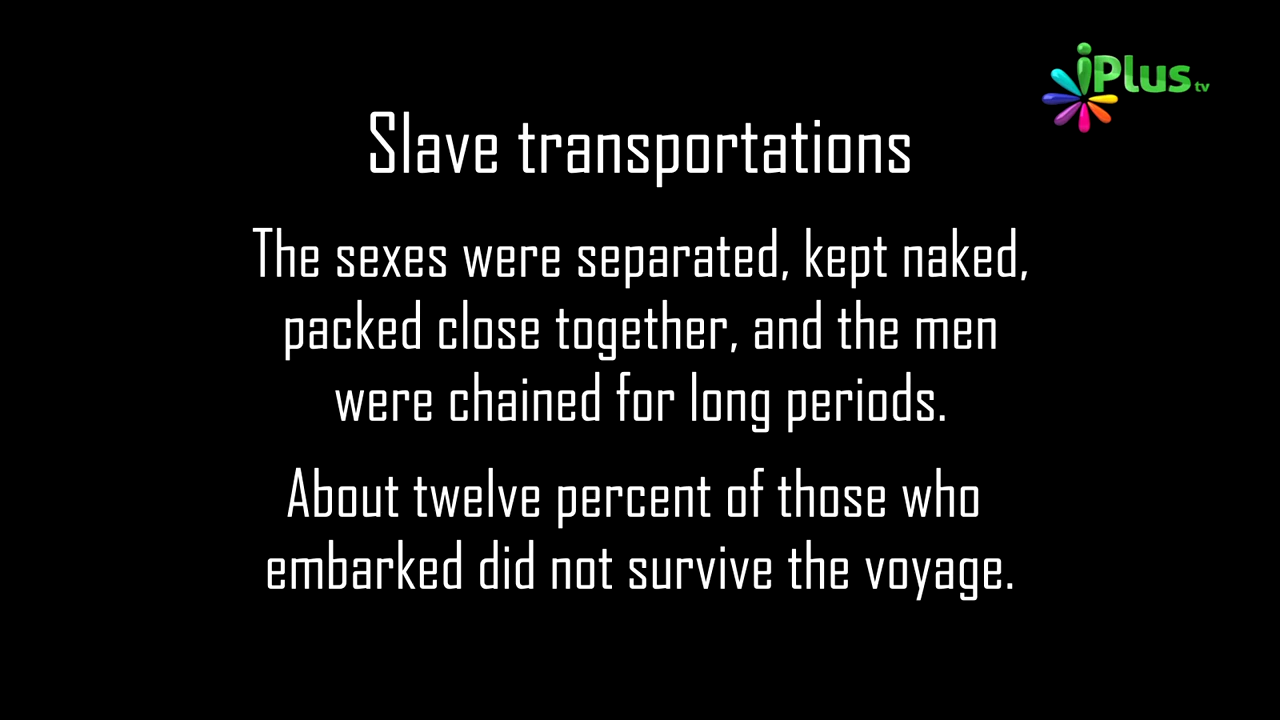 iPlus tv
Slave transportations
The sexes were separated, kept naked,
packed close together, and the men
were chained for long periods.
About twelve percent of those who
embarked did not survive the voyage.